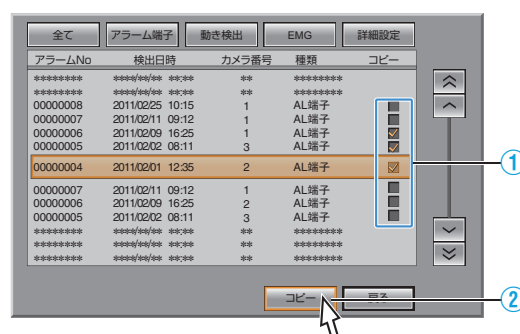 全て アラーム端子 動き検出 EMG 詳細設定
アラームNo 検出日時 カメラ番号 種類 コピー
******** ****/**/** **:** ** ********
******** ****/**/** **:** ** ********
00000008 2011/02/25 10:15 1 AL端子
00000007 2011/02/11 09:12 1 AL端子
00000006 2011/02/09 16:25 1 AL端子
00000005 2011/02/02 08:11 3 AL端子
00000004 2011/02/01 12:35 2 AL端子
00000007 2011/02/11 09:12 1 AL端子
00000006 2011/02/09 16:25 2 AL端子
00000005 2011/02/02 08:11 3 AL端子
******** ****/**/** **:** ** ********
******** ****/**/** **:** ** ********
******** ****/**/** **:** ** ********
コピー 戻る
①
②